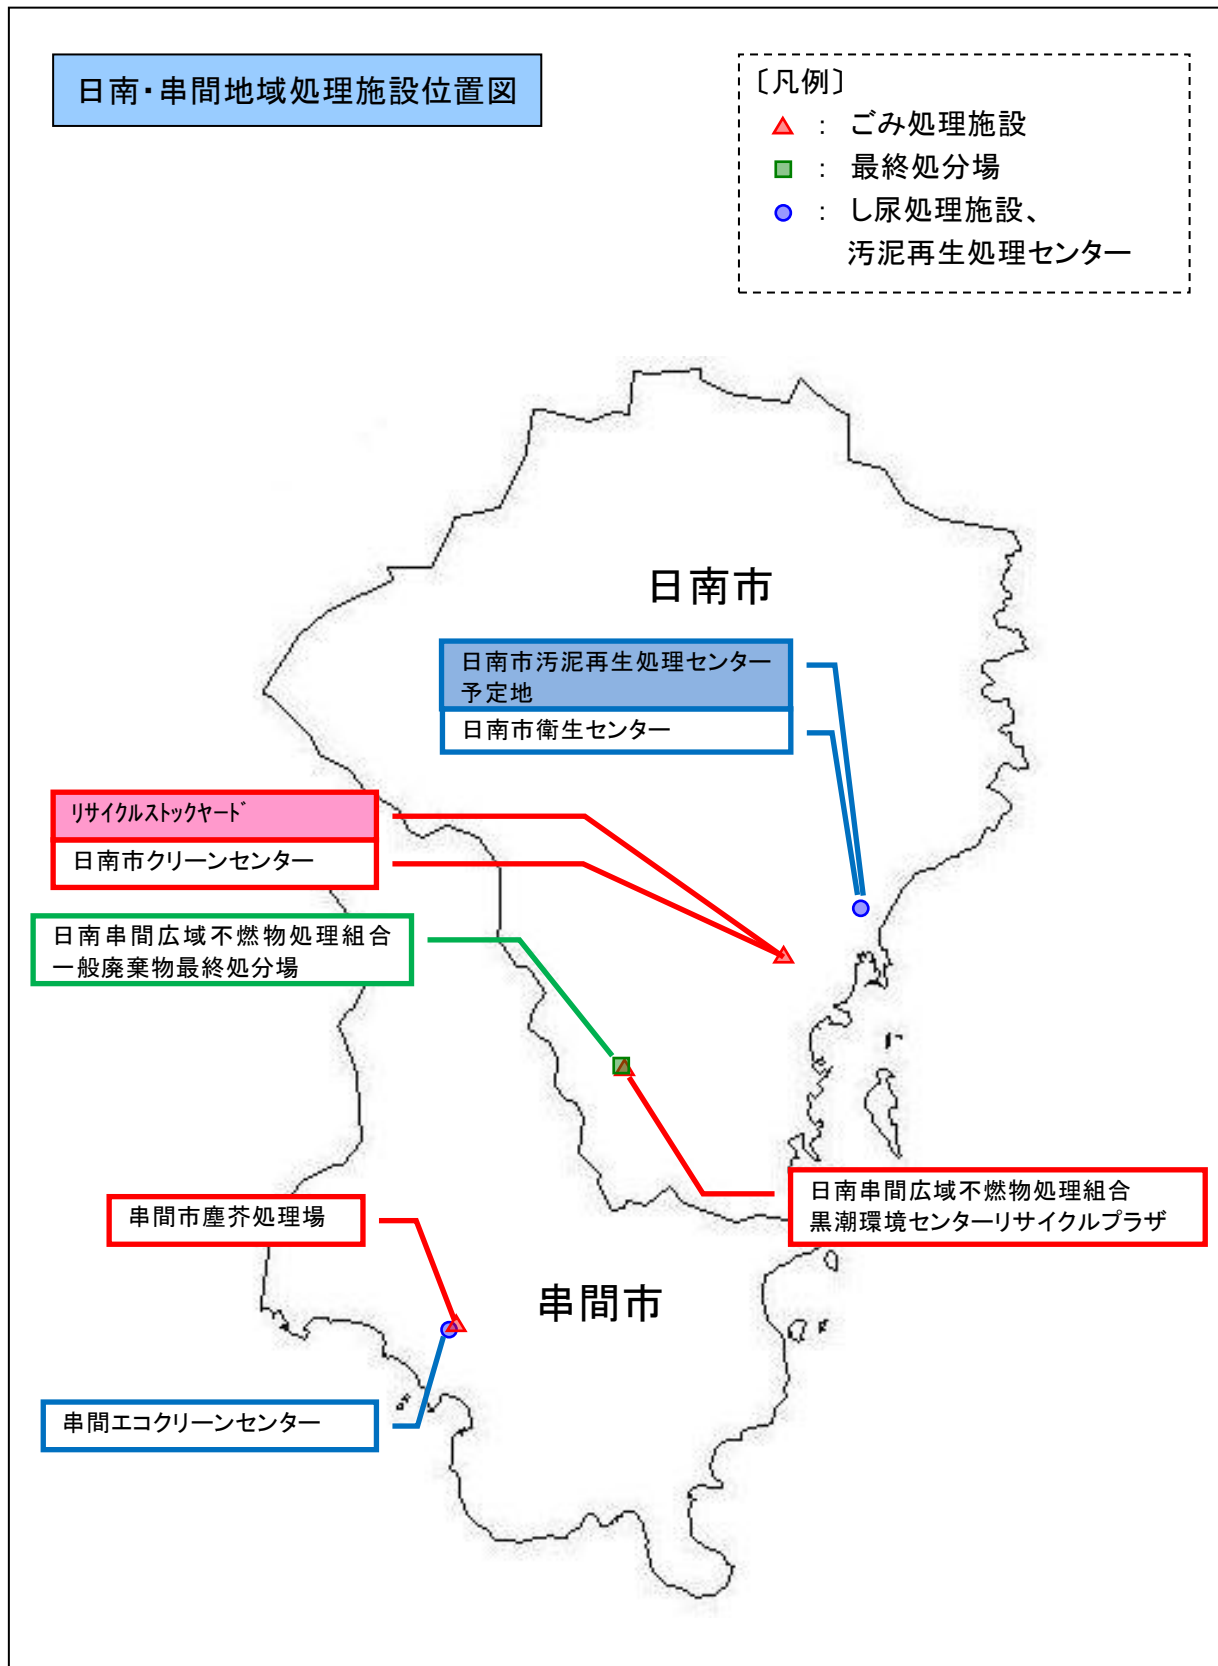 日南・串間地域処理施設位置図
〔凡例〕
： ごみ処理施設
： 最終処分場
： し尿処理施設、
汚泥再生処理センター
日南市
日南市汚泥再生処理センター
予定地
日南市衛生センター
ﾘｻｲｸﾙｽﾄｯｸﾔｰﾄﾞ
日南市クリーンセンター
日南串間広域不燃物処理組合
一般廃棄物最終処分場
日南串間広域不燃物処理組合
黒潮環境センターリサイクルプラザ
串間市塵芥処理場
串間市
串間エコクリーンセンター